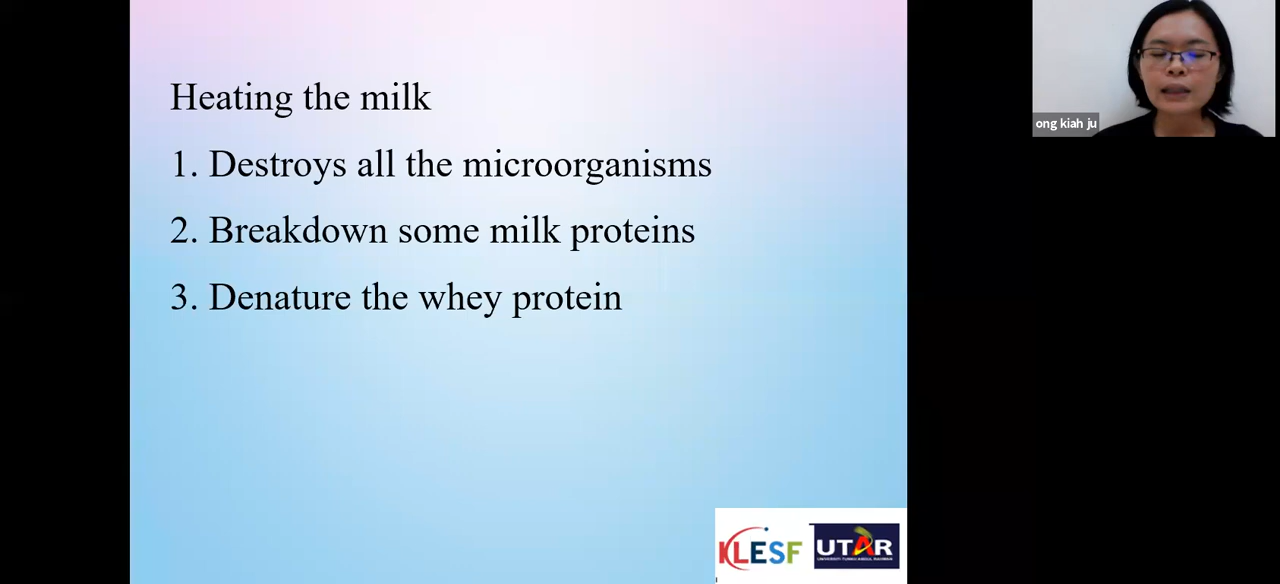 Heating the milk
1. Destroys all the microorganisms
2. Breakdown some milk proteins
3. Denature the whey protein
ong kiah ju
KLESF
UTAR